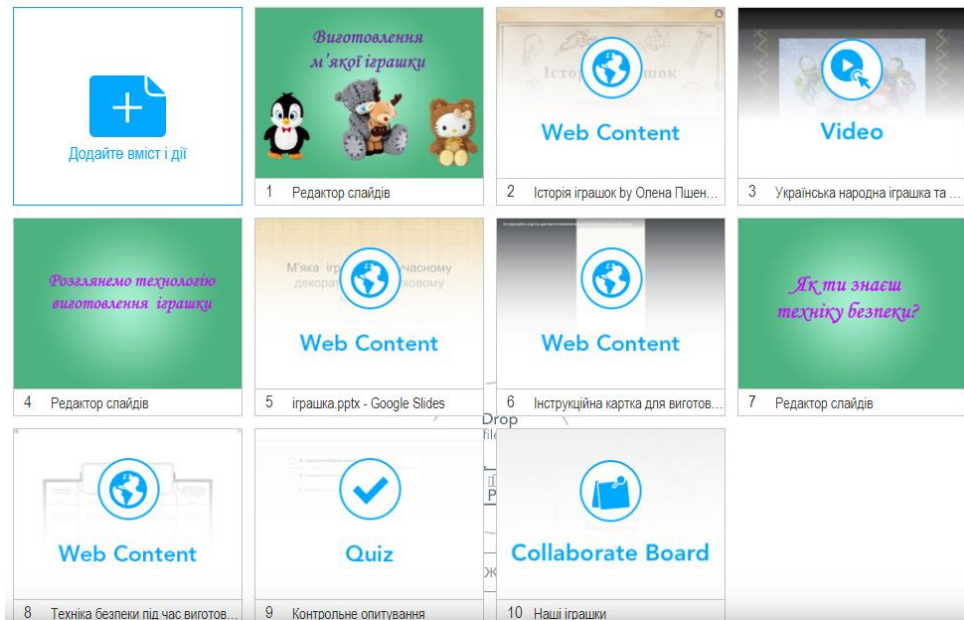 Додайте вміст і дії
Виготовлення
м'якої іграшки
1 Редактор слайдів
Web Content
2 Історія іграшок by Олена Пшен...
Video
3 Українська народна іграшка та ...
Розглянемо технологію
виготовлення іграшки
4 Редактор слайдів
М'яка
Web Content
5 іграшка.pptx - Google Slides
Web Content
6 Інструкційна картка для виготов...
Як ти знаєш
техніку безпеки?
7 Редактор слайдів
Drop
Web Content
8 Техніка безпеки під час виготов...
Quiz
9 Контрольне опитування
Collaborate Board
10 Наші іграшки